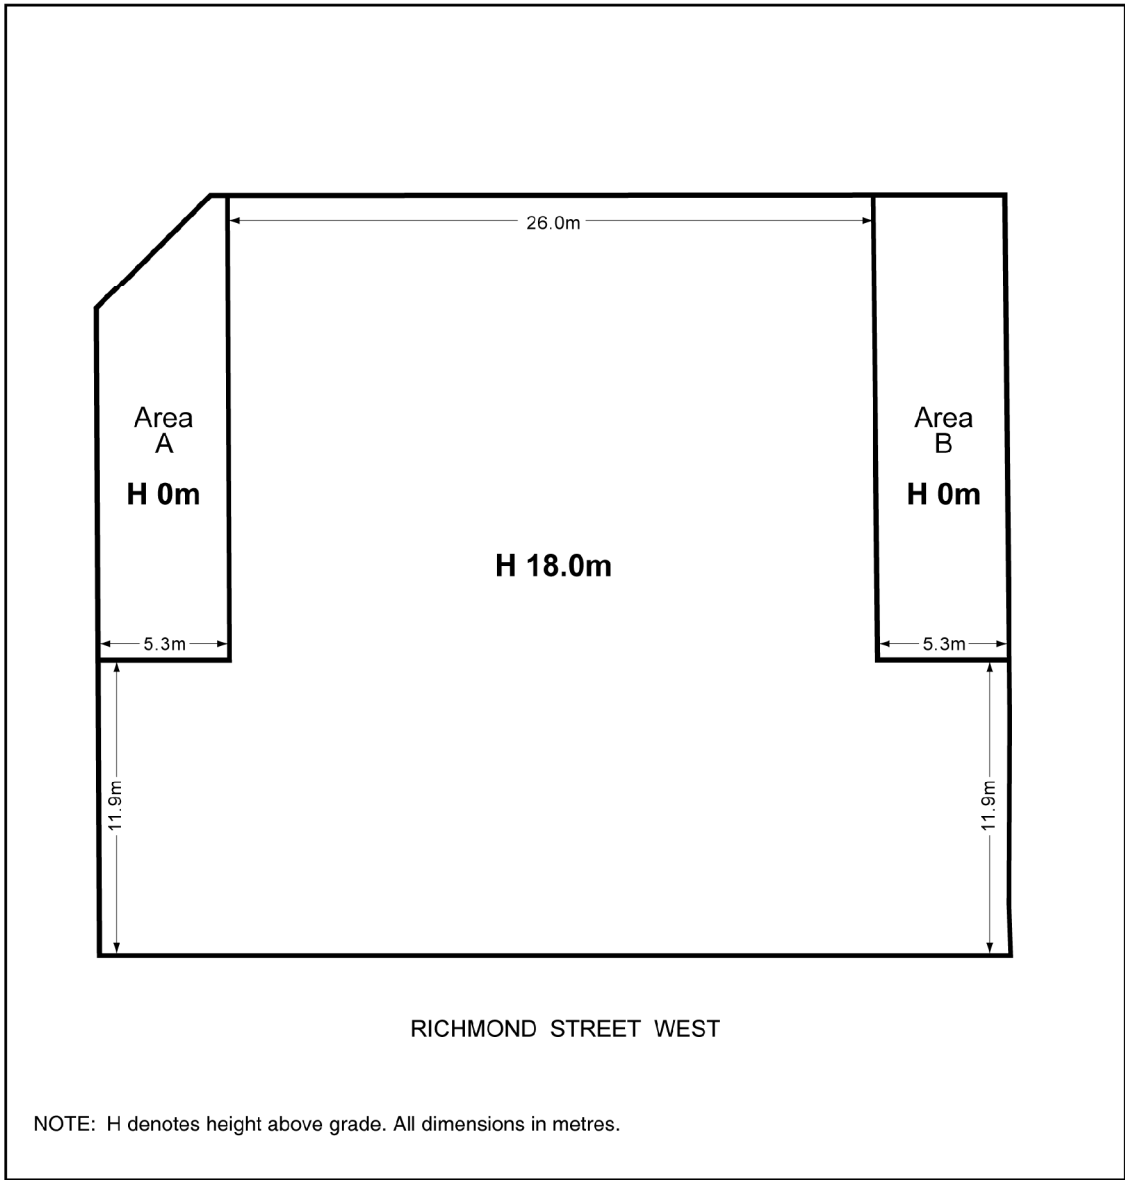 26.0m
Area
A
H 0m
Area
B
H 0m
H 18.0m
5.3m
5.3m
11.9m
11.9m
RICHMOND STREET WEST
NOTE: H denotes height above grade. All dimensions in metres.